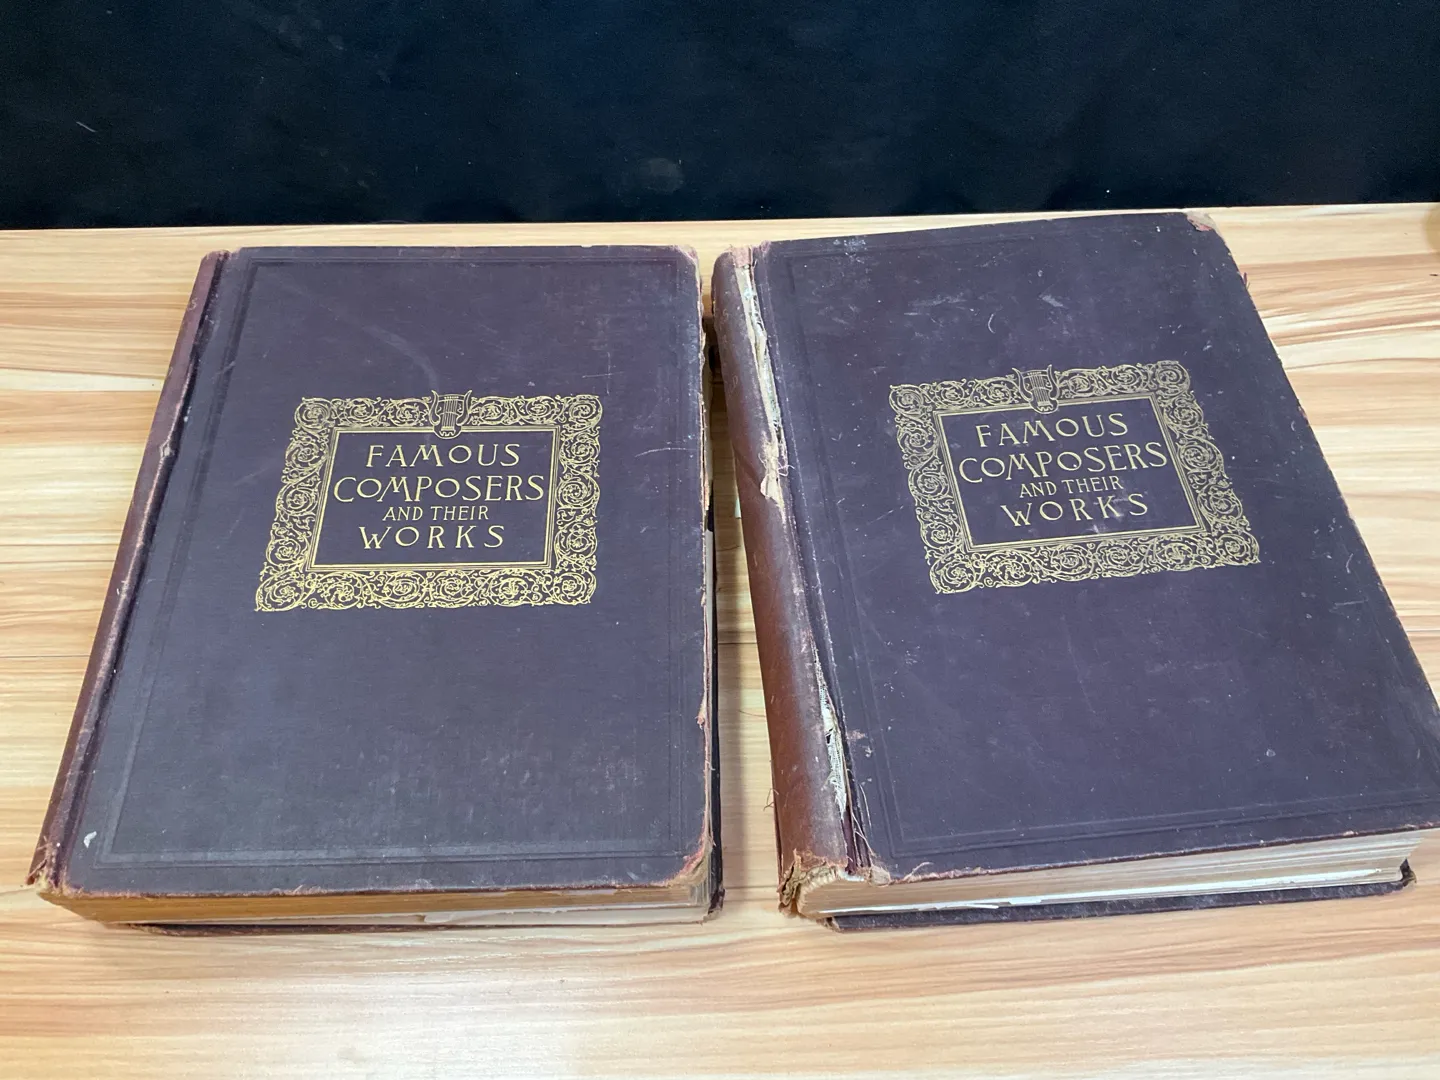 FAMOUS
COMPOSERS
AND THEIR
WORKS
FAMOUS
COMPOSERS
AND THEIR
WORKS